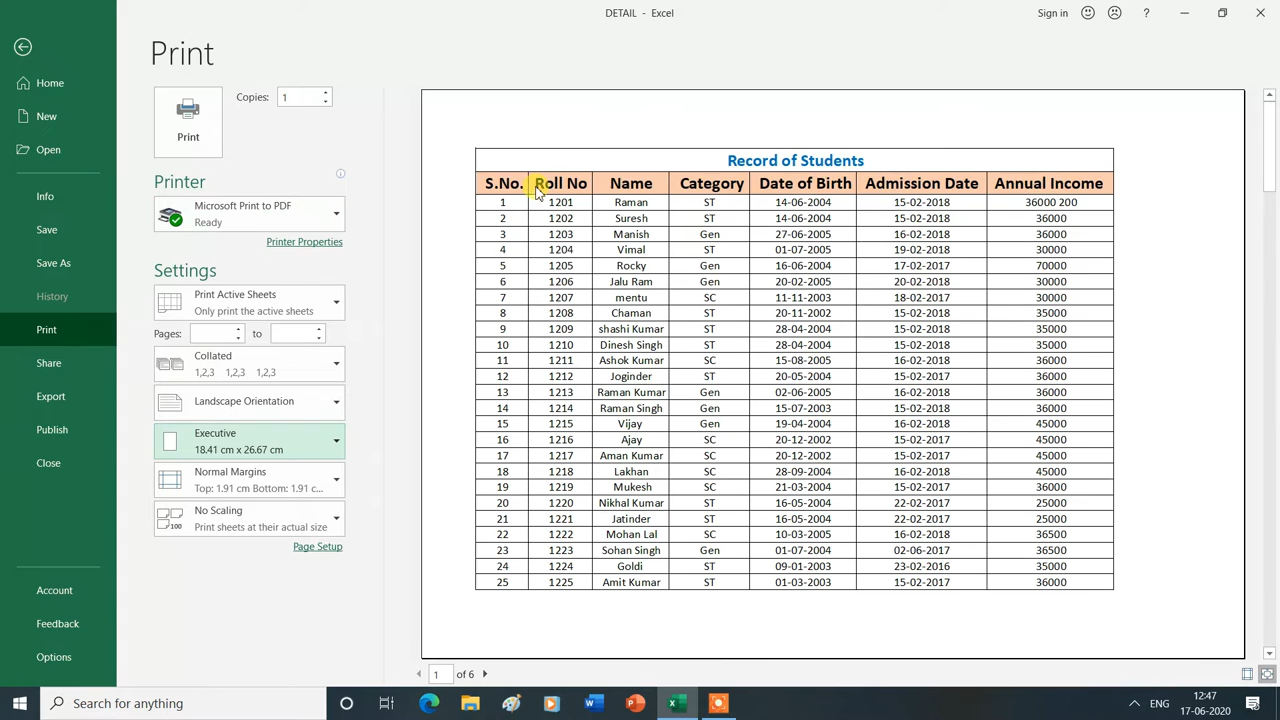 DETAIL - Excel
Sign in
?
Print
Home
New
Open
Info
Save
Save As
History
Print
Share
Export
Publish
Close
Account
Feedback
Options
Print
Copies: 1
Printer
Microsoft Print to PDF
Ready
Printer Properties
Settings
Print Active Sheets
Only print the active sheets
Pages: to
Collated
1,2,3 1,2,3 1,2,3
Landscape Orientation
Executive
18.41 cm x 26.67 cm
Normal Margins
Top: 1.91 cm Bottom: 1.91 c...
No Scaling
100
Print sheets at their actual size
Page Setup
Record of Students
S.No. Roll No Name Category Date of Birth Admission Date Annual Income
1 1201 Raman ST 14-06-2004 15-02-2018 36000 200
2 1202 Suresh ST 14-06-2004 15-02-2018 36000
3 1203 Manish Gen 27-06-2005 16-02-2018 36000
4 1204 Vimal ST 01-07-2005 19-02-2018 30000
5 1205 Rocky Gen 16-06-2004 17-02-2017 70000
6 1206 Jalu Ram Gen 20-02-2005 20-02-2018 30000
7 1207 mentu SC 11-11-2003 18-02-2017 30000
8 1208 Chaman ST 20-11-2002 15-02-2018 35000
9 1209 shashi Kumar ST 28-04-2004 15-02-2018 35000
10 1210 Dinesh Singh ST 28-04-2004 15-02-2018 35000
11 1211 Ashok Kumar SC 15-08-2005 16-02-2018 36000
12 1212 Joginder ST 20-05-2004 15-02-2017 36000
13 1213 Raman Kumar Gen 02-06-2005 16-02-2018 36000
14 1214 Raman Singh Gen 15-07-2003 15-02-2018 36000
15 1215 Vijay Gen 19-04-2004 16-02-2018 45000
16 1216 Ajay SC 20-12-2002 15-02-2017 45000
17 1217 Aman Kumar SC 20-12-2002 15-02-2017 45000
18 1218 Lakhan SC 28-09-2004 16-02-2018 45000
19 1219 Mukesh SC 21-03-2004 15-02-2017 36000
20 1220 Nikhal Kumar ST 16-05-2004 22-02-2017 25000
21 1221 Jatinder ST 16-05-2004 22-02-2017 25000
22 1222 Mohan Lal SC 10-03-2005 16-02-2018 36500
23 1223 Sohan Singh Gen 01-07-2004 02-06-2017 36500
24 1224 Goldi ST 09-01-2003 23-02-2016 35000
25 1225 Amit Kumar ST 01-03-2003 15-02-2017 36000
1 of 6
Search for anything
ENG
12:47
17-06-2020